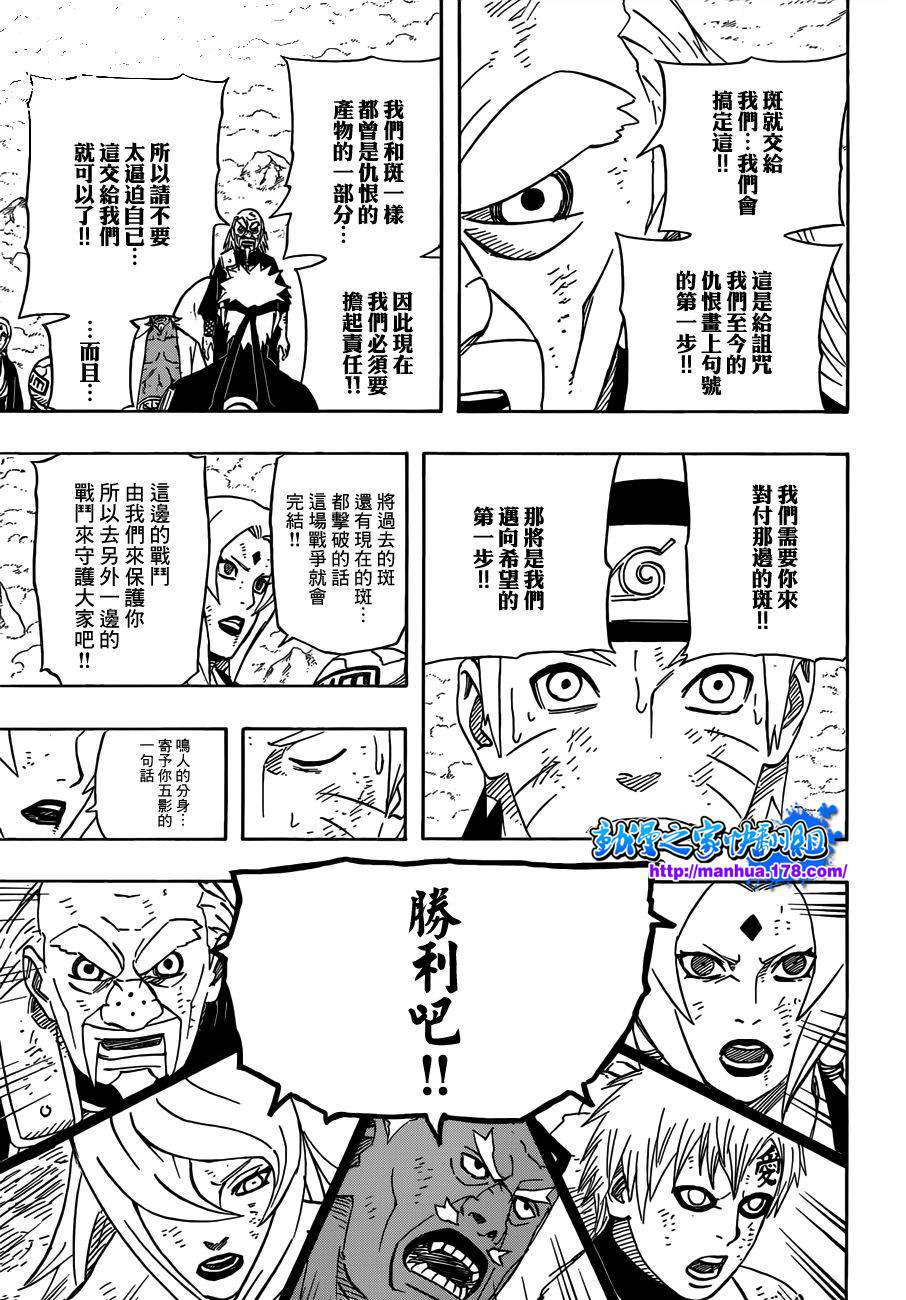 斑就交給
我們…我們會
搞定這!!
這是給詛咒
我們至今的
仇恨畫上句號
的第一步!!
我們和斑一樣
都曾是仇恨的
產物的一部分…
因此現在
我們必須要
擔起責任!!
所以請不要
太逼迫自己…
這交給我們
就可以了!!
…而且…
我們需要你來
對付那邊的斑!!
那將是我們
邁向希望的
第一步!!
將過去的斑
還有現在的斑…
都擊破的話
這場戰爭就會
完結!!
這邊的戰鬥
由我們來保護你
所以去另外一邊的
戰鬥來守護大家吧!!
鳴人的分身…
寄予你五影的
一句話
動漫之家快翻組
http://manhua.178.com/
勝利吧!!
愛